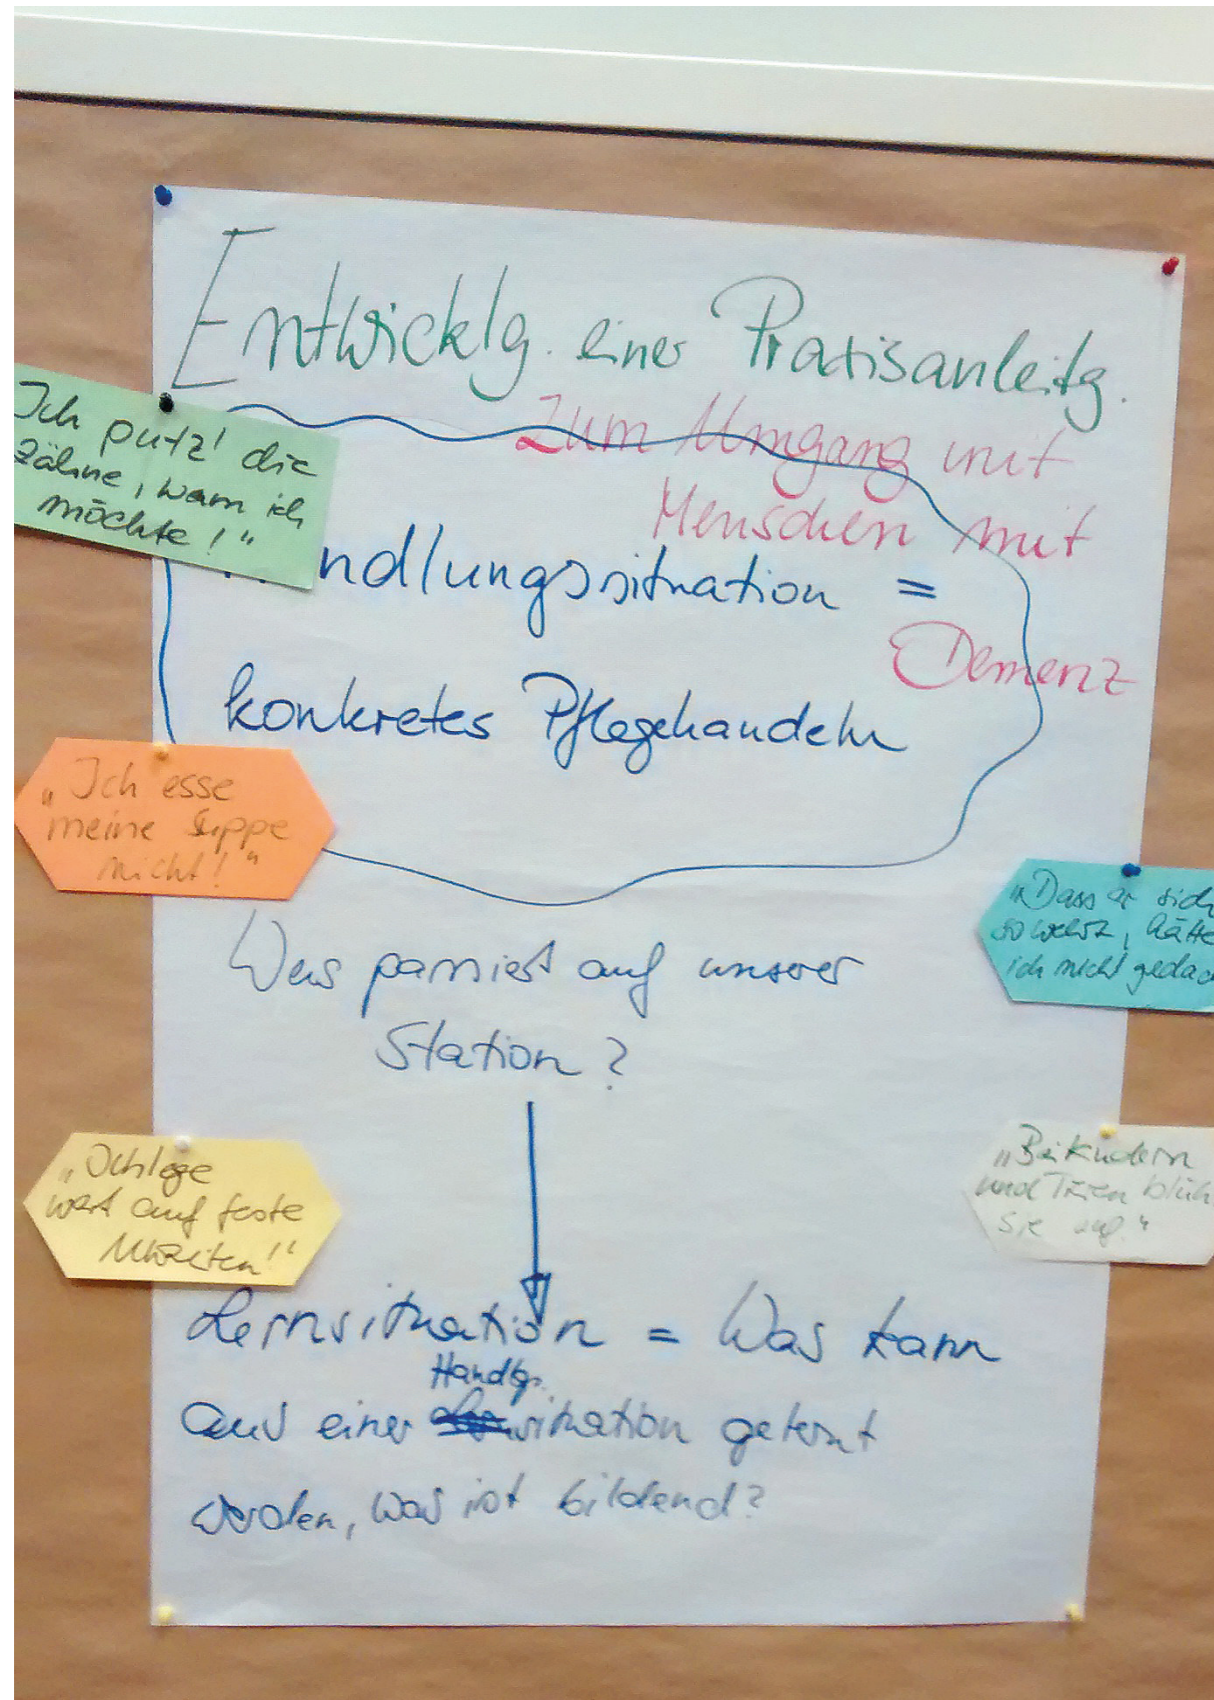 Entwicklg. einer Praxisanleitg.
zum Umgang mit
Menschen mit
Demenz
Ich putz' die
Zähne, wann ich
möchte!"
ndlungssituation =
konkretes Pflegehandeln
"Ich esse
meine Suppe
nicht!"
Was passiert auf unserer
Station?
"Dass er sich
so wehrt, hätte
ich nicht gedac
"Ich lege
wert auf feste
Uhrzeiten!"
"Bei Kindern
und Tieren blüh
sie auf."
Lernsituation = Was kann
Handlgs.
aus einer situation gelernt
werden, was ist bildend?